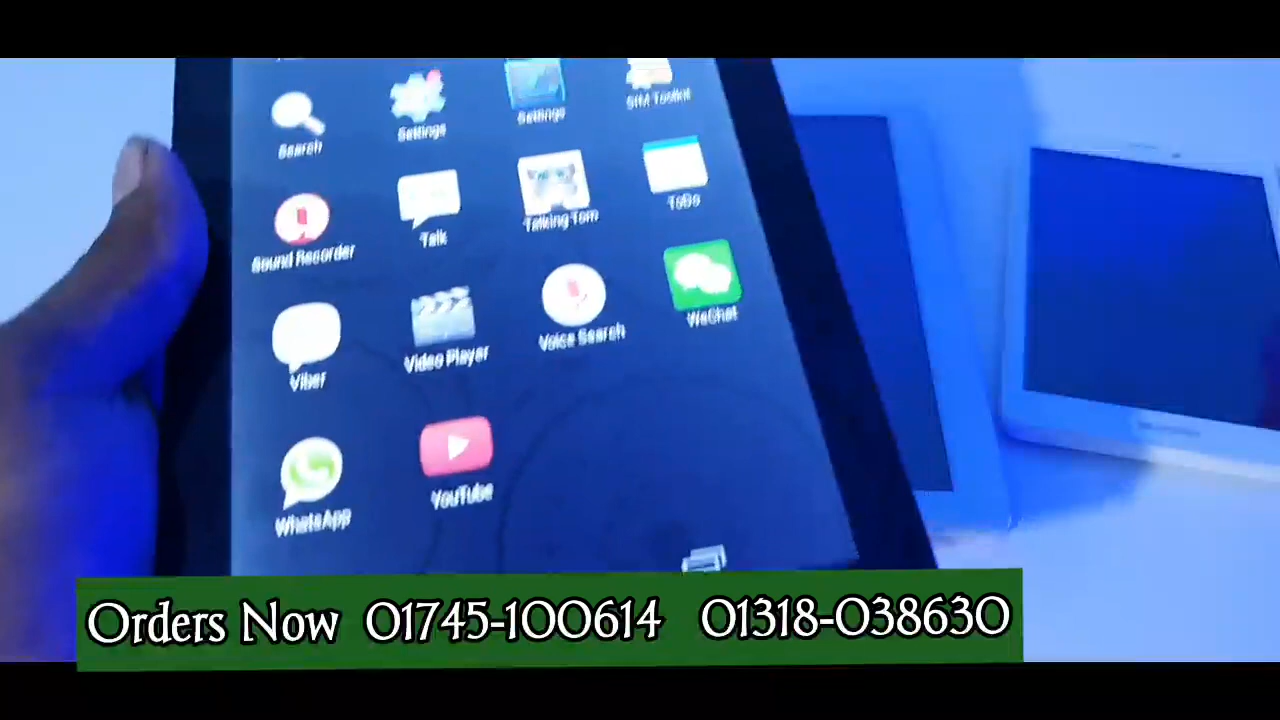 Search Settings Settings SIM Toolkit
Sound Recorder Talk Talking Tom ToDo
Viber Video Player Voice Search WeChat
WhatsApp YouTube
Orders Now 01745-100614 01318-038630